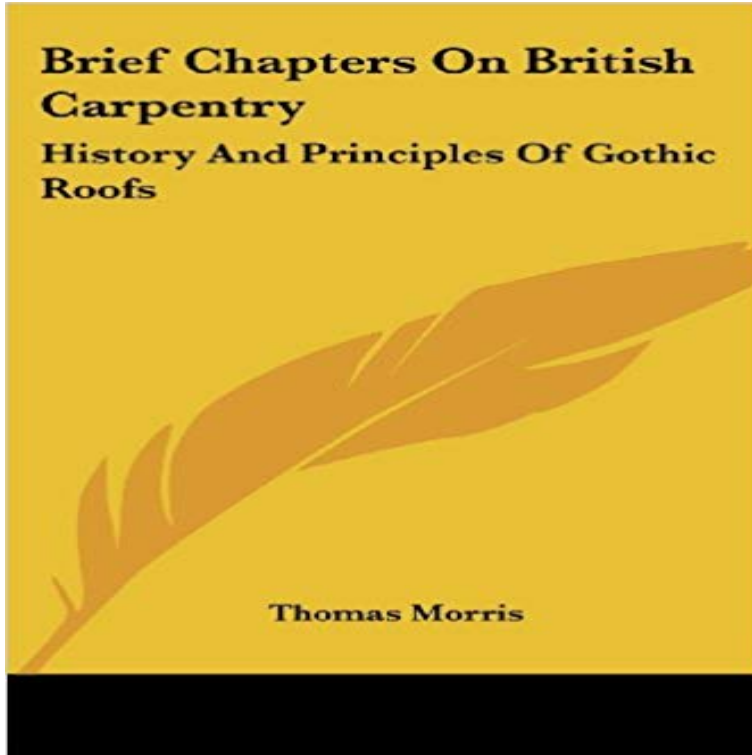 Brief Chapters On British
Carpentry
History And Principles Of Gothic
Roofs
Thomas Morris